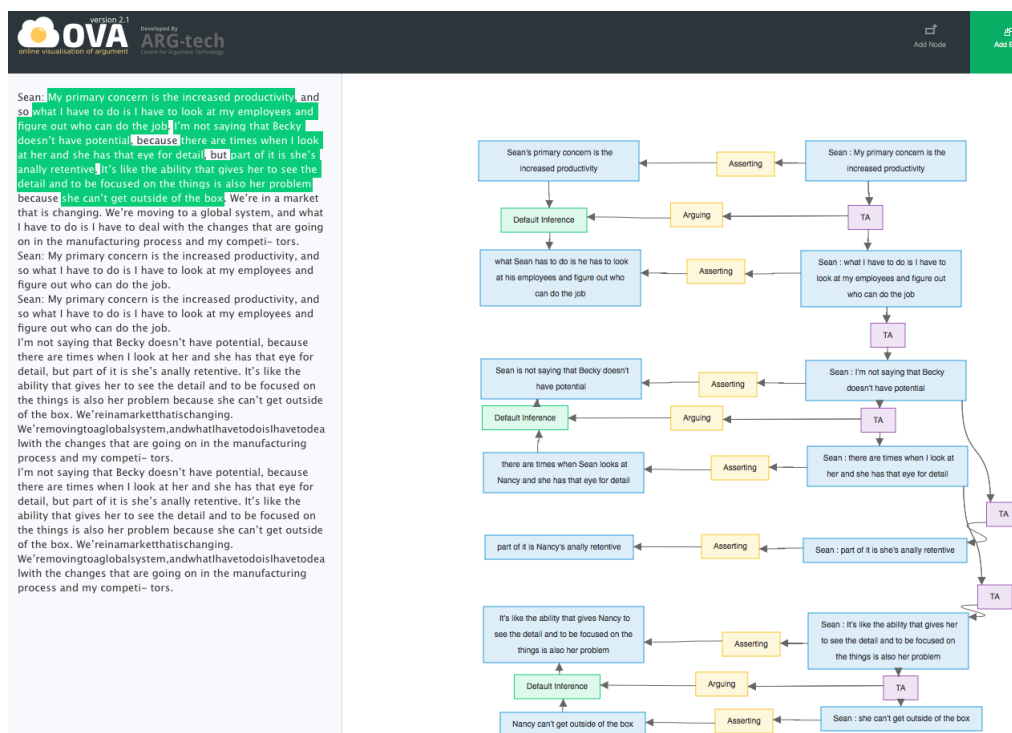 version 2.1
OVA
online visualisation of argument
Developed By
ARG-tech
Centre for Argument Technology
Add Node
Add E
Sean: My primary concern is the increased productivity, and
so what I have to do is I have to look at my employees and
figure out who can do the job. I'm not saying that Becky
doesn't have potential, because there are times when I look
at her and she has that eye for detail, but part of it is she's
anally retentive. It's like the ability that gives her to see the
detail and to be focused on the things is also her problem
because she can't get outside of the box. We're in a market
that is changing. We're moving to a global system, and what
I have to do is I have to deal with the changes that are going
on in the manufacturing process and my competi- tors.
Sean: My primary concern is the increased productivity, and
so what I have to do is I have to look at my employees and
figure out who can do the job.
Sean: My primary concern is the increased productivity, and
so what I have to do is I have to look at my employees and
figure out who can do the job.
I'm not saying that Becky doesn't have potential, because
there are times when I look at her and she has that eye for
detail, but part of it is she's anally retentive. It's like the
ability that gives her to see the detail and to be focused on
the things is also her problem because she can't get outside
of the box. We'reinamarketthatischanging.
We'removingtoaglobalsystem,andwhatIhavetodoisIhavetodea
lwith the changes that are going on in the manufacturing
process and my competi- tors.
I'm not saying that Becky doesn't have potential, because
there are times when I look at her and she has that eye for
detail, but part of it is she's anally retentive. It's like the
ability that gives her to see the detail and to be focused on
the things is also her problem because she can't get outside
of the box. We'reinamarketthatischanging.
We'removingtoaglobalsystem,andwhatIhavetodoisIhavetodea
lwith the changes that are going on in the manufacturing
process and my competi- tors.
Sean's primary concern is the
increased productivity
Asserting
Sean : My primary concern is the
increased productivity
Default Inference
Arguing
TA
what Sean has to do is he has to look
at his employees and figure out who
can do the job
Asserting
Sean : what I have to do is I have to
look at my employees and figure out
who can do the job
TA
Sean is not saying that Becky doesn't
have potential
Asserting
Sean : I'm not saying that Becky
doesn't have potential
Default Inference
Arguing
TA
there are times when Sean looks at
Nancy and she has that eye for detail
Asserting
Sean : there are times when I look at
her and she has that eye for detail
TA
part of it is Nancy's anally retentive
Asserting
Sean : part of it is she's anally retentive
TA
It's like the ability that gives Nancy to
see the detail and to be focused on the
things is also her problem
Asserting
Sean : It's like the ability that gives her
to see the detail and to be focused on
the things is also her problem
Default Inference
Arguing
TA
Nancy can't get outside of the box
Asserting
Sean : she can't get outside of the box